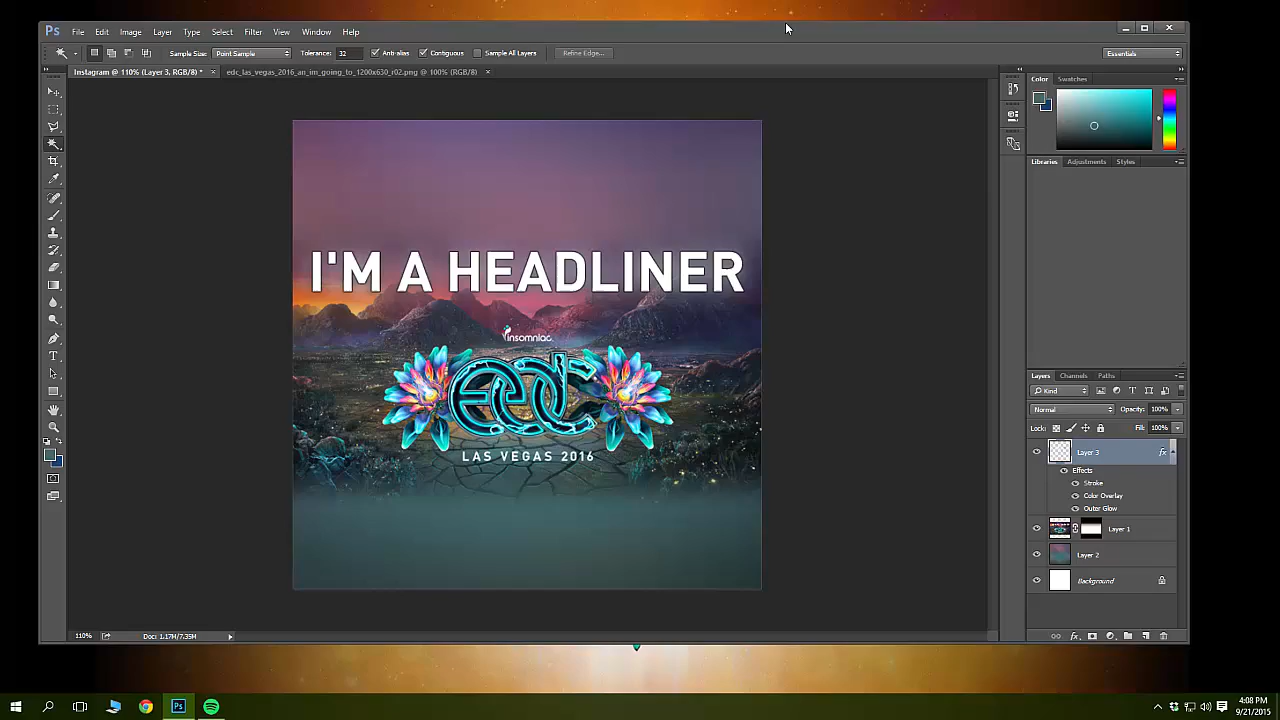 Ps File Edit Image Layer Type Select Filter View Window Help
Sample Size: Point Sample Tolerance: 32 Anti-alias Contiguous Sample All Layers Refine Edge... Essentials
Instagram @ 110% (Layer 3, RGB/8) * × edc_las_vegas_2016_an_im_going_to_1200x630_r02.png @ 100% (RGB/8) ×
Color Swatches
Libraries Adjustments Styles
I'M A HEADLINER
insomniac
edc
LAS VEGAS 2016
Layers Channels Paths
Kind
Normal Opacity: 100%
Lock: Fill: 100%
Layer 3 fx
Effects
Stroke
Color Overlay
Outer Glow
Layer 1
Layer 2
Background
110% Doc: 1.17M/7.35M
fx
Ps
4:08 PM
9/21/2015